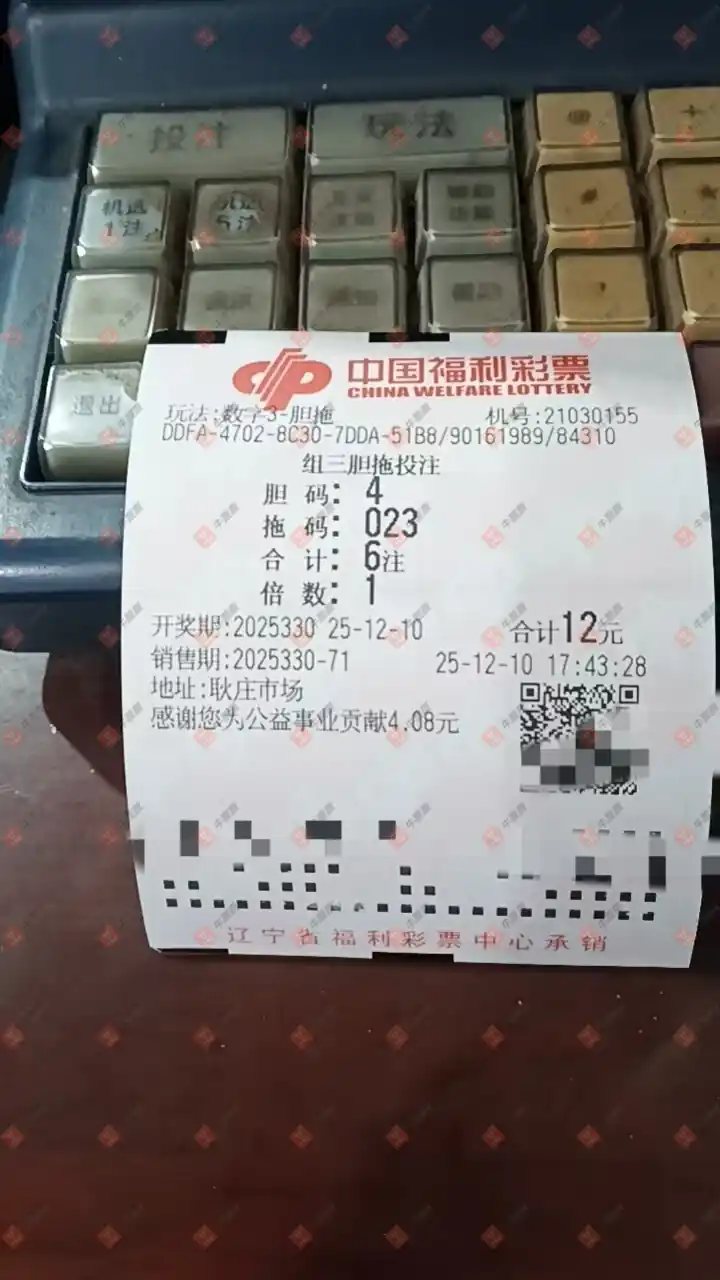 投注
玩法
机选
1注
机选
5注
退出
中国福利彩票
CHINA WELFARE LOTTERY
玩法:数字3-胆拖 机号:21030155
DDFA-4702-8C30-7DDA-51B8/90161989/84310
组三胆拖投注
胆 码: 4
拖 码: 023
合 计: 6注
倍 数: 1
开奖期:2025330 25-12-10 合计12元
销售期:2025330-71 25-12-10 17:43:28
地址:耿庄市场
感谢您为公益事业贡献4.08元
辽宁省福利彩票中心承销